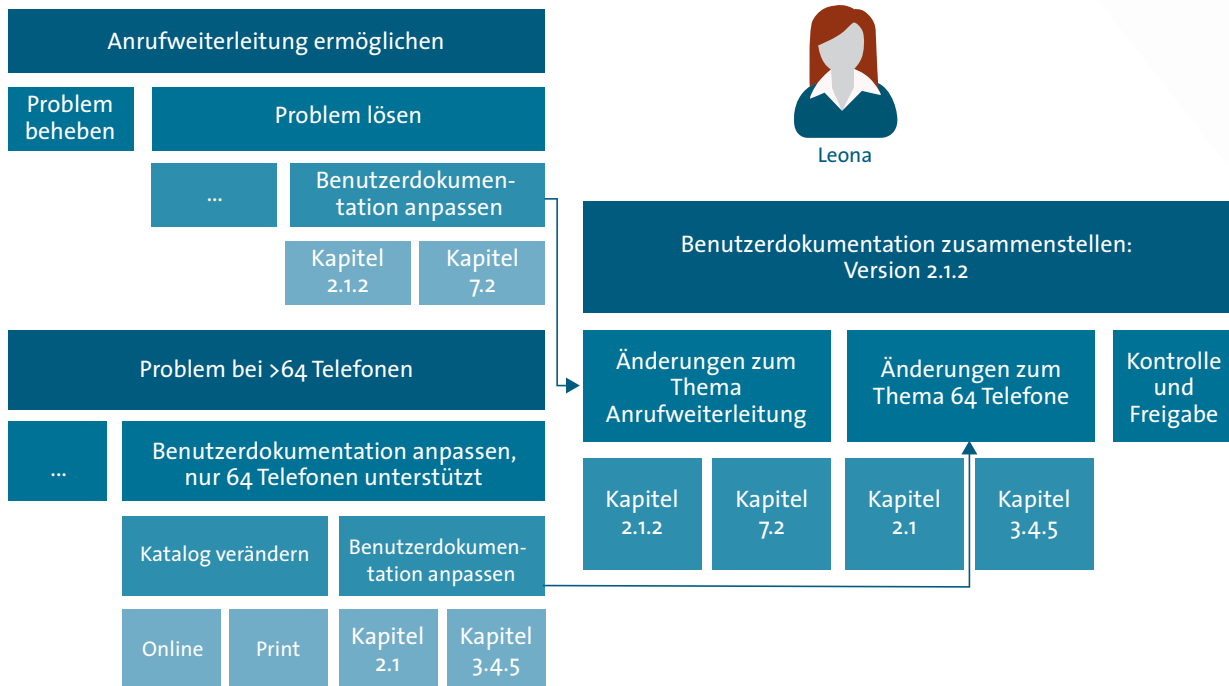 Anrufweiterleitung ermöglichen
Problem
beheben
Problem lösen
...
Benutzerdokumen-
tation anpassen
Kapitel
2.1.2
Kapitel
7.2
Problem bei >64 Telefonen
...
Benutzerdokumentation anpassen,
nur 64 Telefonen unterstützt
Katalog verändern
Benutzerdokumen-
tation anpassen
Online
Print
Kapitel
2.1
Kapitel
3.4.5
Leona
Benutzerdokumentation zusammenstellen:
Version 2.1.2
Änderungen zum
Thema
Anrufweiterleitung
Änderungen zum
Thema 64 Telefone
Kontrolle
und
Freigabe
Kapitel
2.1.2
Kapitel
7.2
Kapitel
2.1
Kapitel
3.4.5